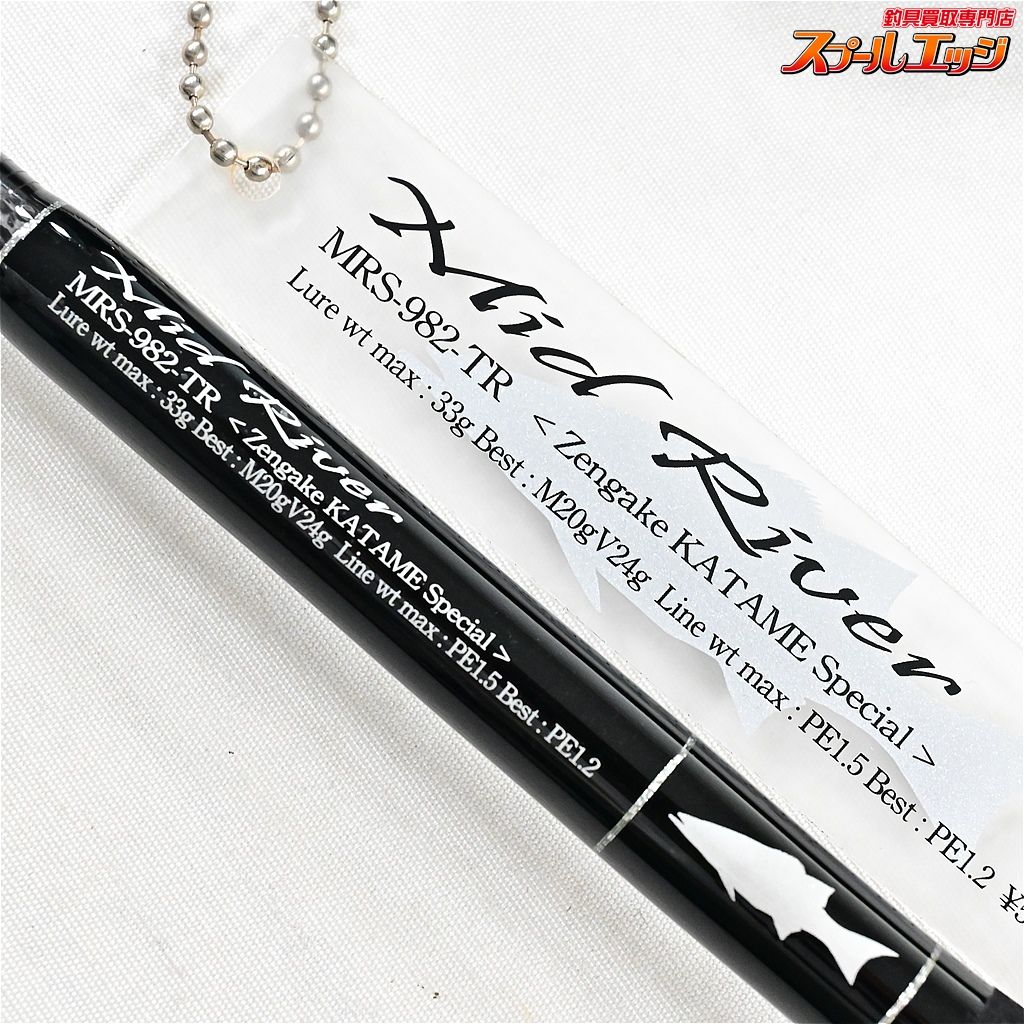 釣具買取専門店
スプールエッジ
Mid River
MRS-982-TR < Zengake KATAME Special >
Lure wt max : 33g Best : M20gV24g Line wt max : PE1.5 Best : PE1.2 ¥
Mid River
MRS-982-TR < Zengake KATAME Special >
Lure wt max : 33g Best : M20gV24g Line wt max : PE1.5 Best : PE1.2